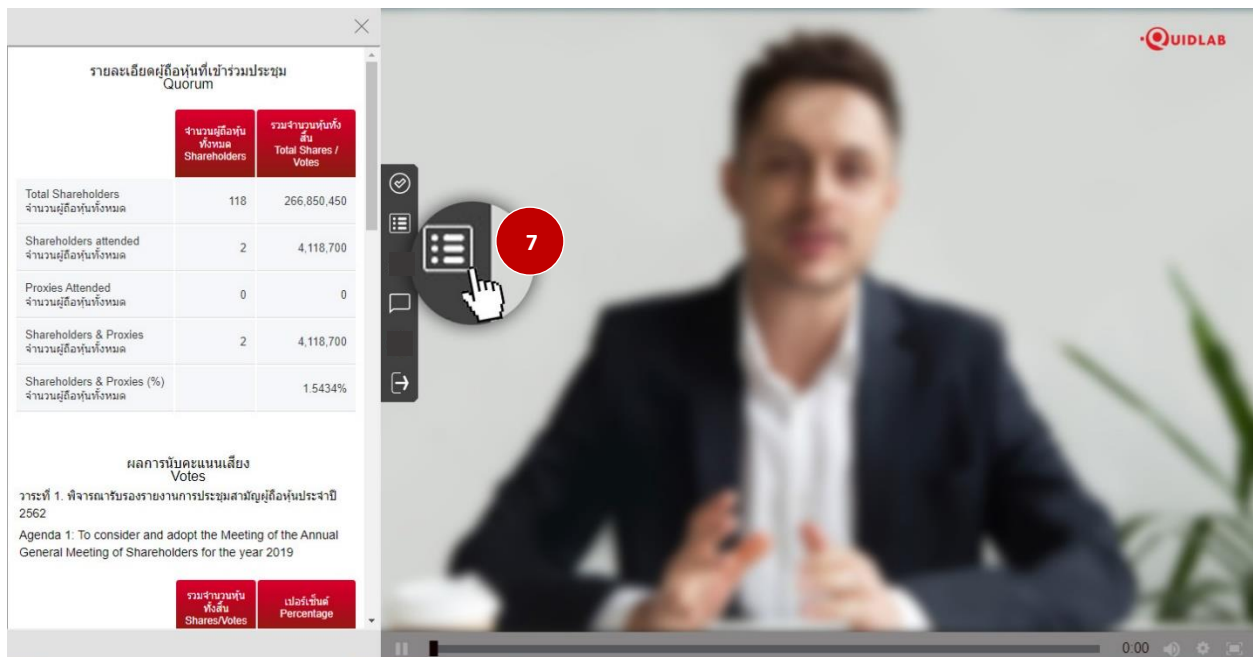 รายละเอียดผู้ถือหุ้นที่เข้าร่วมประชุม
Quorum
จำนวนผู้ถือหุ้น
ทั้งหมด
Shareholders
รวมจำนวนหุ้นทั้ง
สิ้น
Total Shares /
Votes
Total Shareholders
จำนวนผู้ถือหุ้นทั้งหมด
118
266,850,450
Shareholders attended
จำนวนผู้ถือหุ้นทั้งหมด
2
4,118,700
Proxies Attended
จำนวนผู้ถือหุ้นทั้งหมด
0
0
Shareholders & Proxies
จำนวนผู้ถือหุ้นทั้งหมด
2
4,118,700
Shareholders & Proxies (%)
จำนวนผู้ถือหุ้นทั้งหมด
1.5434%
ผลการนับคะแนนเสียง
Votes
วาระที่ 1. พิจารณารับรองรายงานการประชุมสามัญผู้ถือหุ้นประจำปี
2562
Agenda 1: To consider and adopt the Meeting of the Annual
General Meeting of Shareholders for the year 2019
รวมจำนวนหุ้น
ทั้งสิ้น
Shares/Votes
เปอร์เซ็นต์
Percentage
7
QUIDLAB
0:00